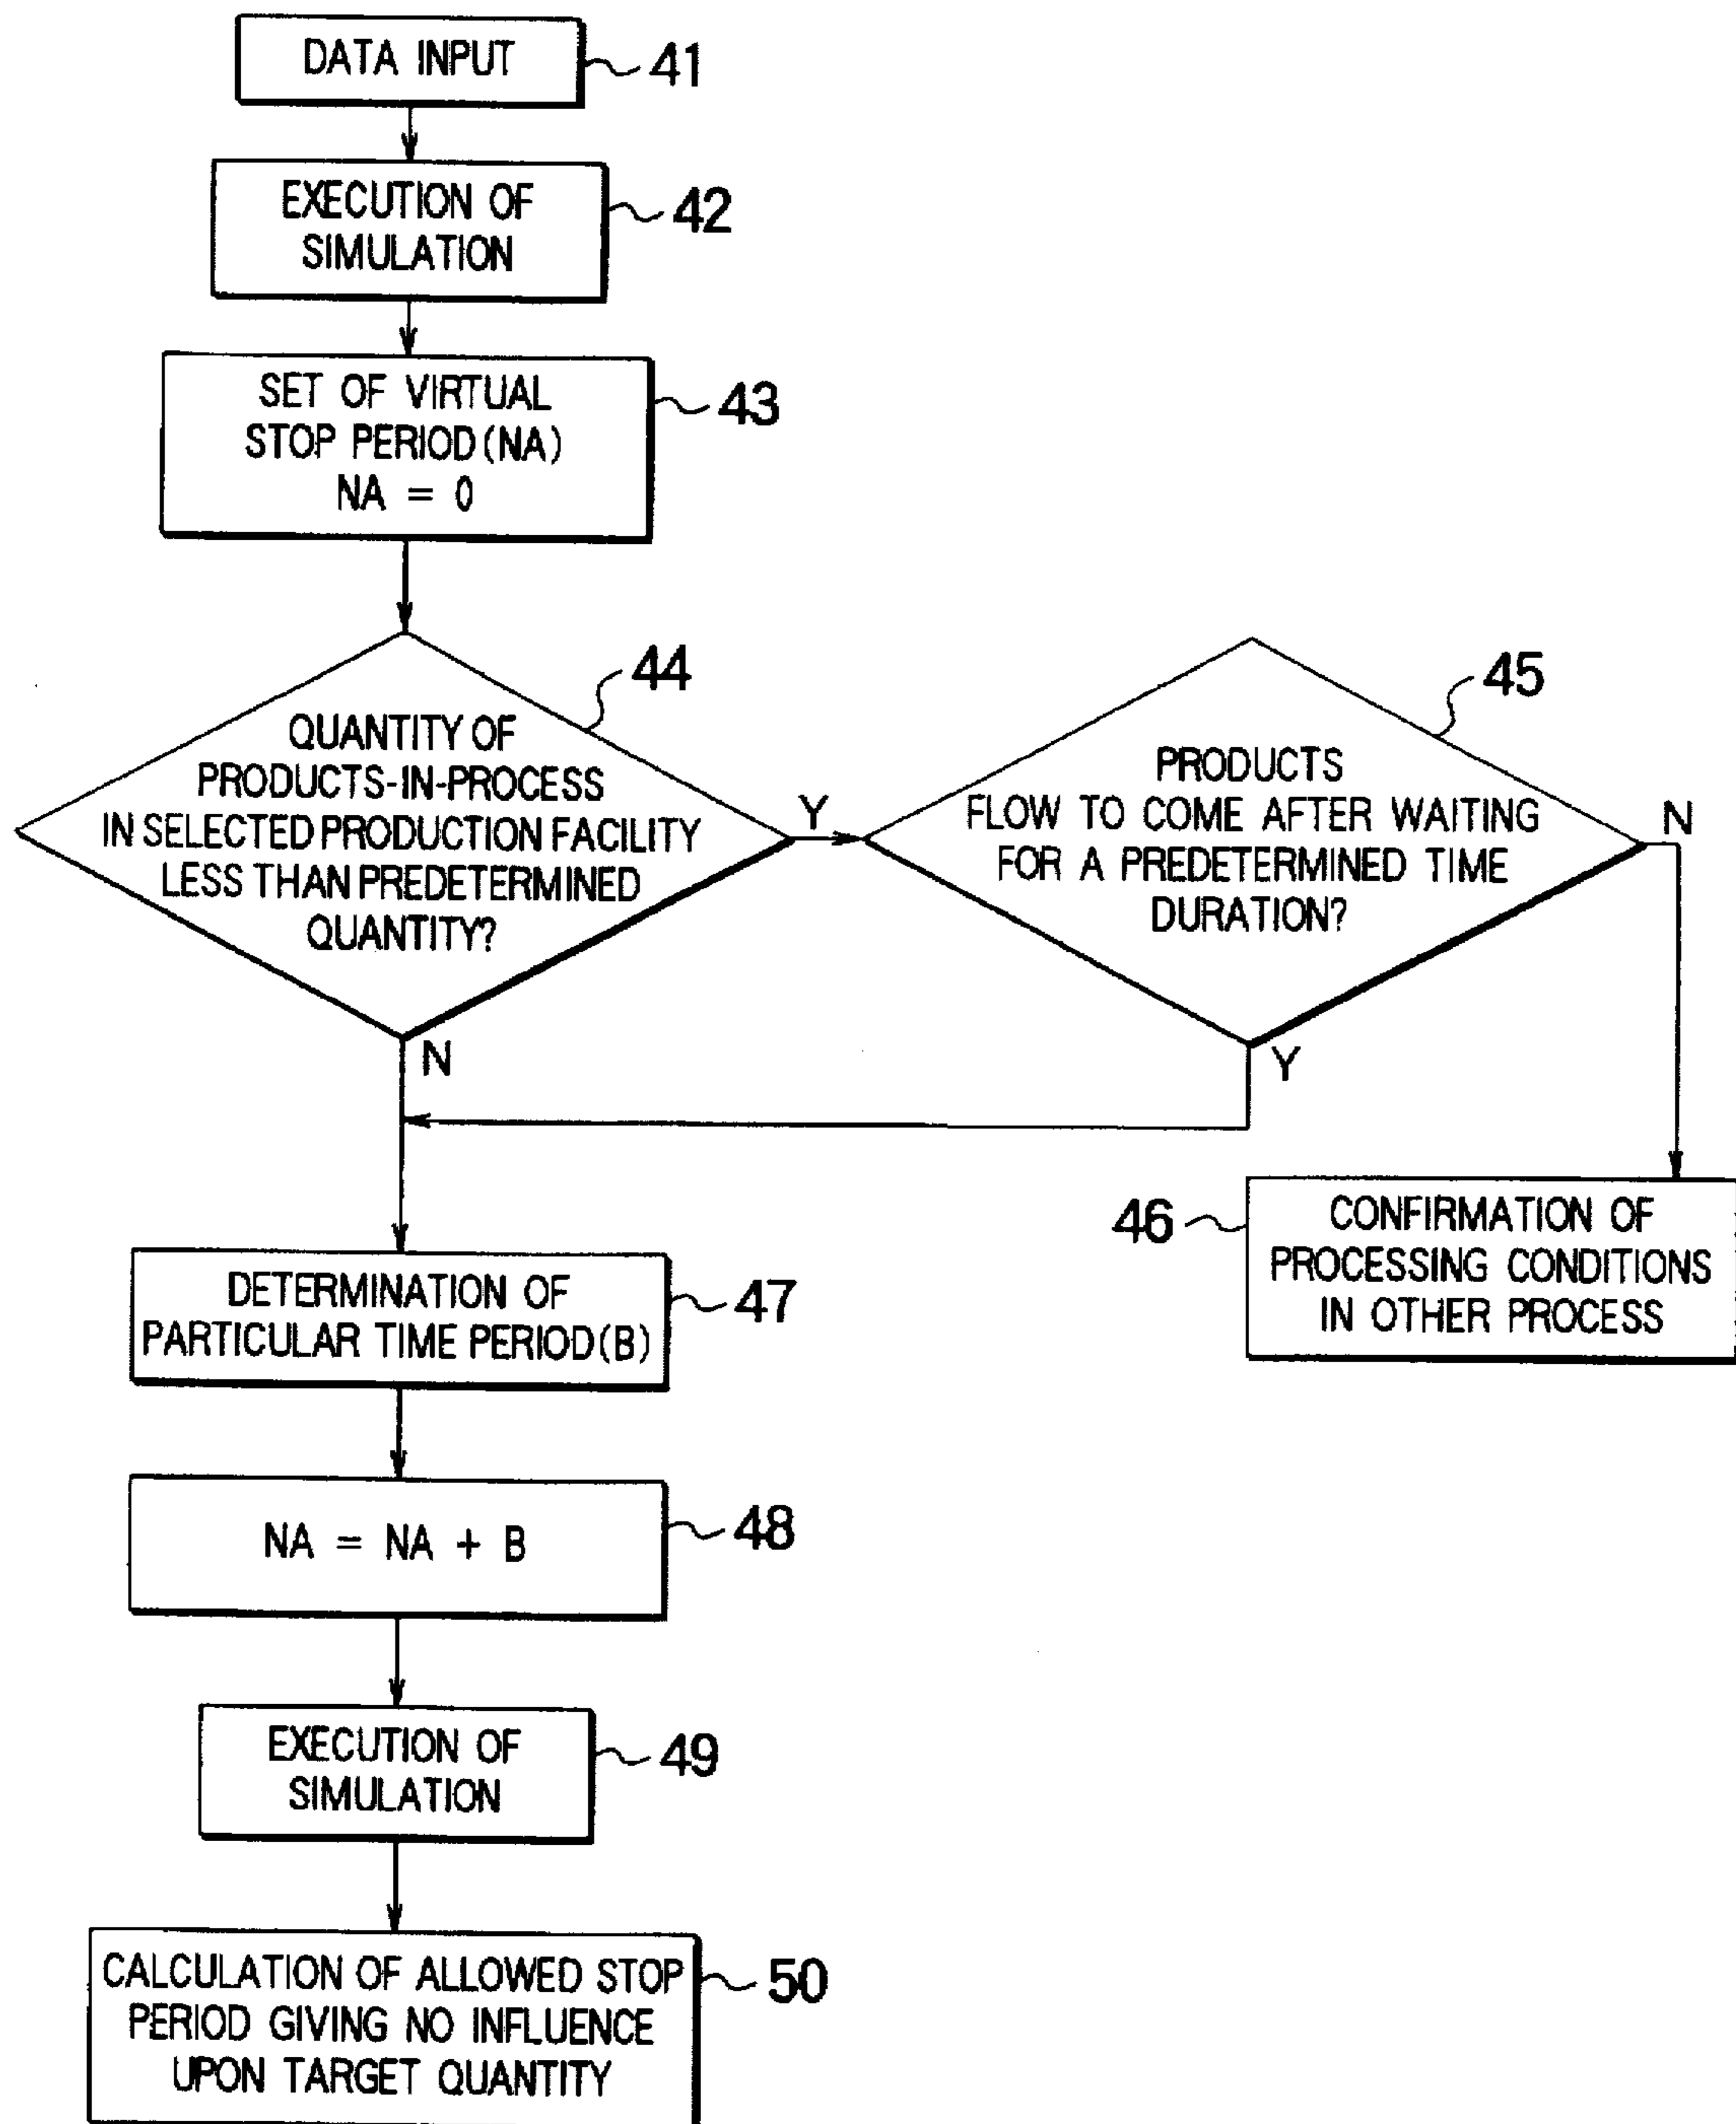 DATA INPUT
41
EXECUTION OF
SIMULATION
42
SET OF VIRTUAL
STOP PERIOD(NA)
NA = 0
43
44
QUANTITY OF
PRODUCTS-IN-PROCESS
IN SELECTED PRODUCTION FACILITY
LESS THAN PREDETERMINED
QUANTITY?
Y
N
45
PRODUCTS
FLOW TO COME AFTER WAITING
FOR A PREDETERMINED TIME
DURATION?
N
Y
46
CONFIRMATION OF
PROCESSING CONDITIONS
IN OTHER PROCESS
DETERMINATION OF
PARTICULAR TIME PERIOD(B)
47
NA = NA + B
48
EXECUTION OF
SIMULATION
49
CALCULATION OF ALLOWED STOP
PERIOD GIVING NO INFLUENCE
UPON TARGET QUANTITY
50